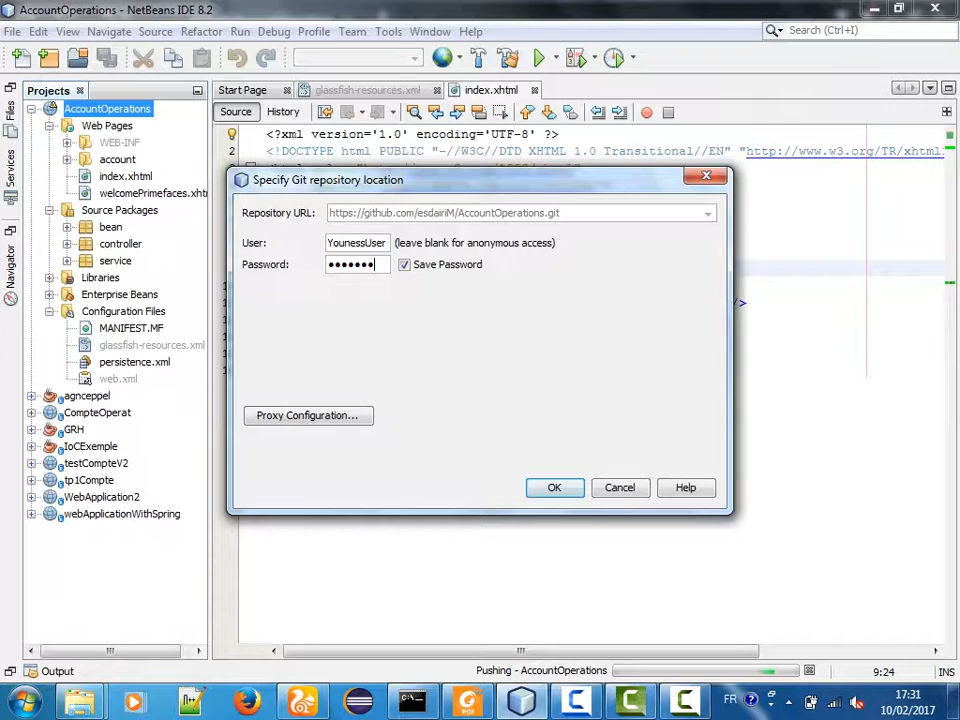 AccountOperations - NetBeans IDE 8.2
File Edit View Navigate Source Refactor Run Debug Profile Team Tools Window Help
Search (Ctrl+I)
Projects
Start Page
glassfish-resources.xml
index.xhtml
Source History
Files
Services
Navigator
AccountOperations
Web Pages
WEB-INF
account
index.xhtml
welcomePrimefaces.xht
Source Packages
bean
controller
service
Libraries
Enterprise Beans
Configuration Files
MANIFEST.MF
glassfish-resources.xml
persistence.xml
web.xml
agnceppel
CompteOperat
GRH
IoCExemple
testCompteV2
tp1Compte
WebApplication2
webApplicationWithSpring
<?xml version='1.0' encoding='UTF-8' ?>
2 <!DOCTYPE html PUBLIC "-//W3C//DTD XHTML 1.0 Transitional//EN" "http://www.w3.org/TR/xhtml:
/>
Specify Git repository location
Repository URL: https://github.com/esdairiM/AccountOperations.git
User: YounessUser (leave blank for anonymous access)
Password: ●●●●●●● Save Password
Proxy Configuration...
OK Cancel Help
Output
Pushing - AccountOperations
9:24 INS
FR
17:31
10/02/2017